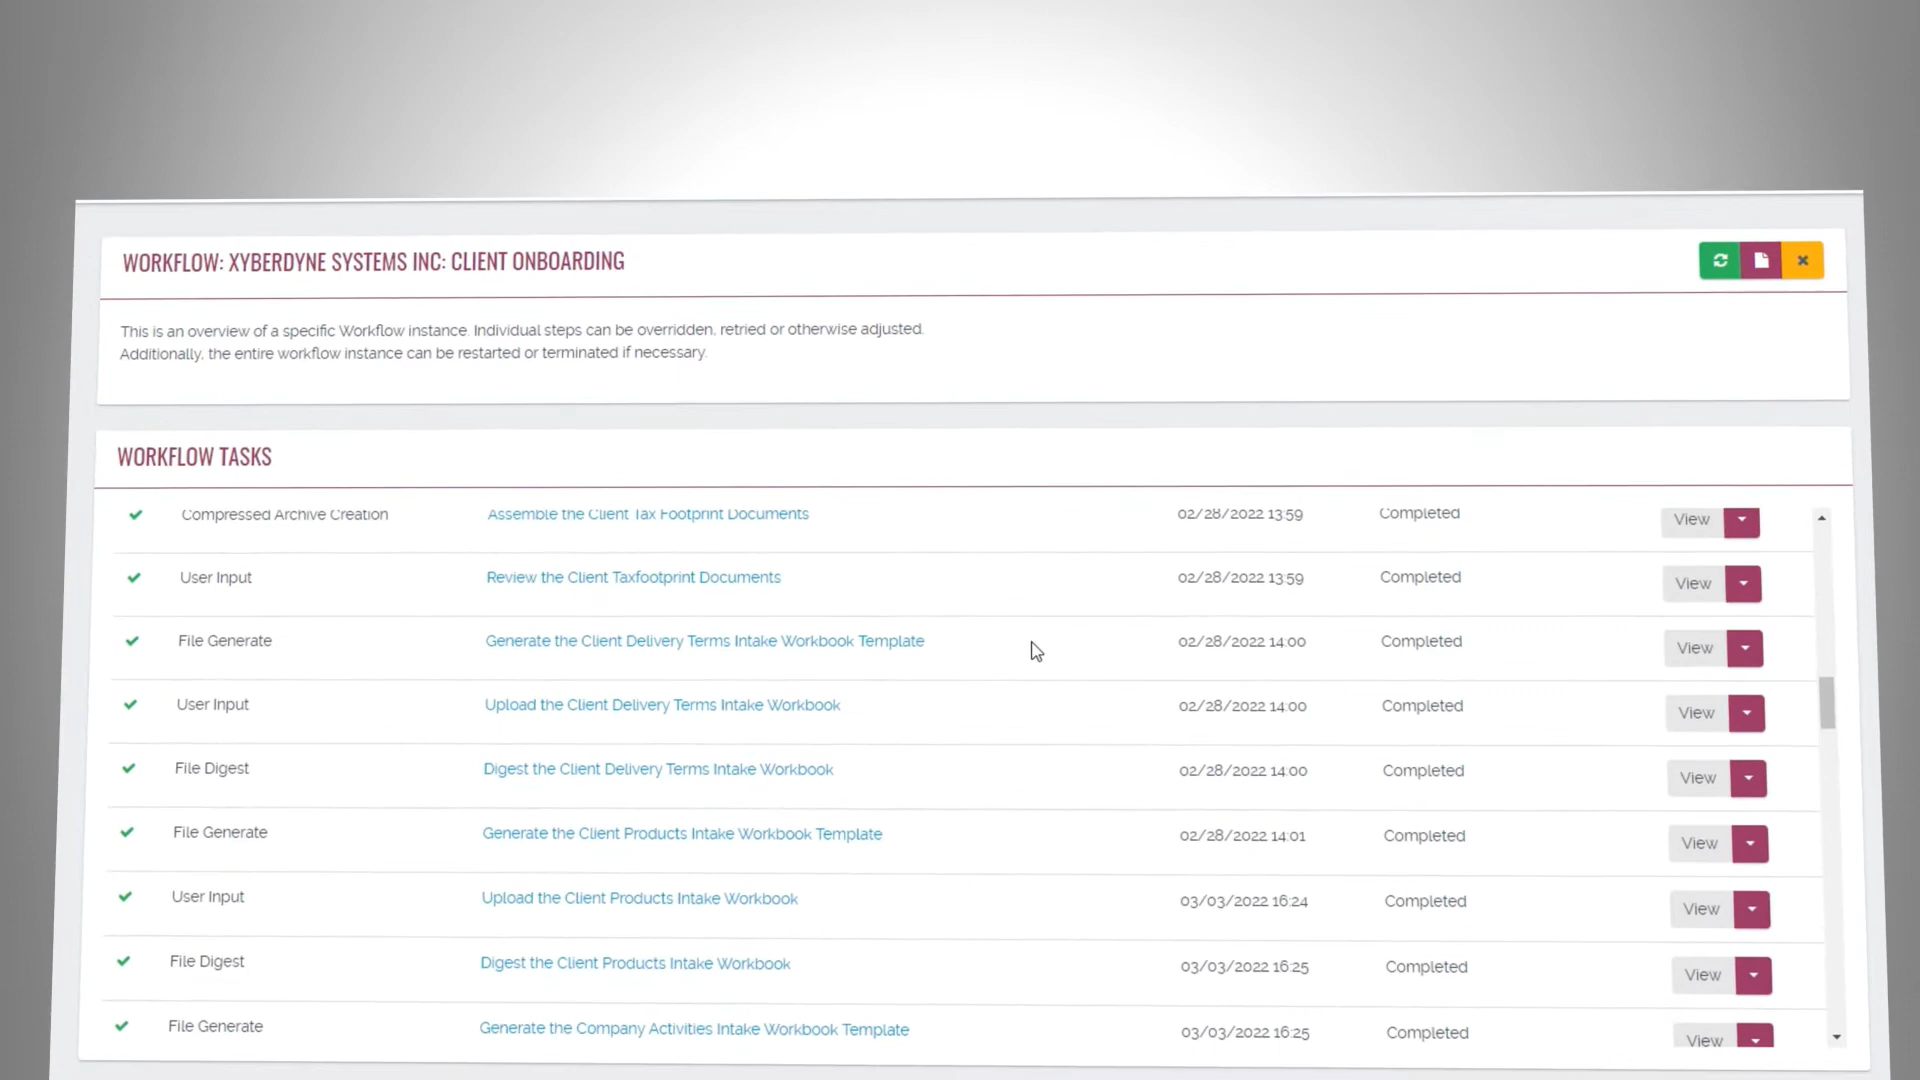 WORKFLOW: XYBERDYNE SYSTEMS INC: CLIENT ONBOARDING
This is an overview of a specific Workflow instance. Individual steps can be overridden, retried or otherwise adjusted.
Additionally, the entire workflow instance can be restarted or terminated if necessary.
WORKFLOW TASKS
Compressed Archive Creation Assemble the Client Tax Footprint Documents 02/28/2022 13:59 Completed View
User Input Review the Client Taxfootprint Documents 02/28/2022 13:59 Completed View
File Generate Generate the Client Delivery Terms Intake Workbook Template 02/28/2022 14:00 Completed View
User Input Upload the Client Delivery Terms Intake Workbook 02/28/2022 14:00 Completed View
File Digest Digest the Client Delivery Terms Intake Workbook 02/28/2022 14:00 Completed View
File Generate Generate the Client Products Intake Workbook Template 02/28/2022 14:01 Completed View
User Input Upload the Client Products Intake Workbook 03/03/2022 16:24 Completed View
File Digest Digest the Client Products Intake Workbook 03/03/2022 16:25 Completed View
File Generate Generate the Company Activities Intake Workbook Template 03/03/2022 16:25 Completed View